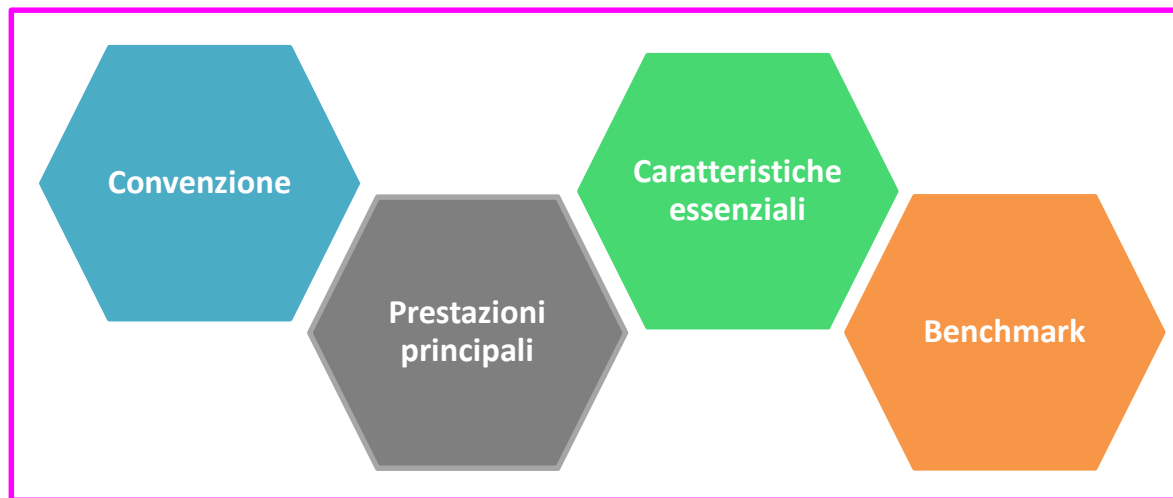 Convenzione
Prestazioni
principali
Caratteristiche
essenziali
Benchmark